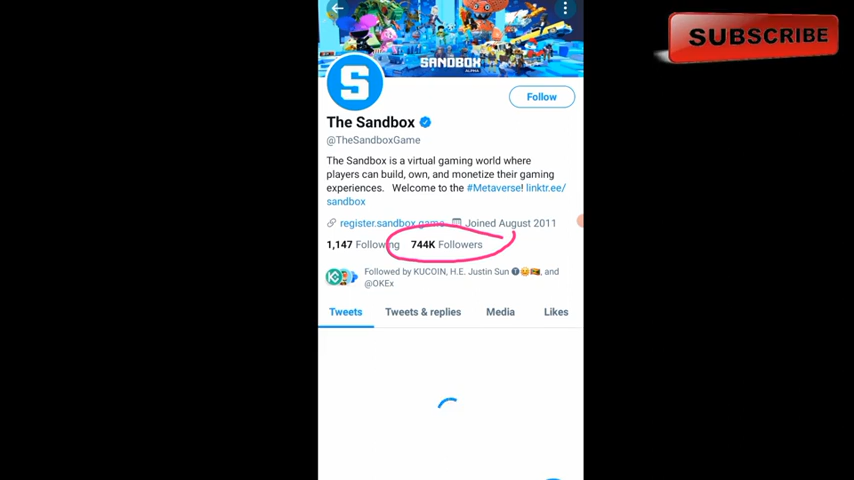 SUBSCRIBE
SANDBOX
ALPHA
S
Follow
The Sandbox
@TheSandboxGame
The Sandbox is a virtual gaming world where
players can build, own, and monetize their gaming
experiences. Welcome to the #Metaverse! linktr.ee/
sandbox
register.sandbox.game Joined August 2011
1,147 Following 744K Followers
Followed by KUCOIN, H.E. Justin Sun and
@OKEx
Tweets Tweets & replies Media Likes